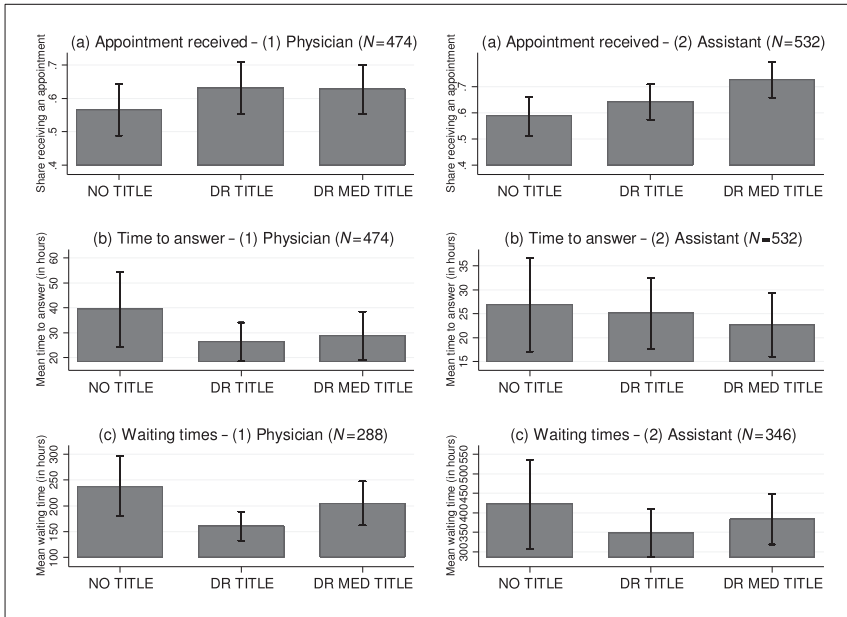 (a) Appointment received – (1) Physician (N=474)
Share receiving an appointment
.7
.6
.5
.4
NO TITLE DR TITLE DR MED TITLE
(a) Appointment received – (2) Assistant (N=532)
Share receiving an appointment
.7
.6
.5
.4
NO TITLE DR TITLE DR MED TITLE
(b) Time to answer – (1) Physician (N=474)
Mean time to answer (in hours)
60
50
40
30
20
NO TITLE DR TITLE DR MED TITLE
(b) Time to answer – (2) Assistant (N=532)
Mean time to answer (in hours)
35
30
25
20
15
NO TITLE DR TITLE DR MED TITLE
(c) Waiting times – (1) Physician (N=288)
Mean waiting time (in hours)
300
250
200
150
100
NO TITLE DR TITLE DR MED TITLE
(c) Waiting times – (2) Assistant (N=346)
Mean waiting time (in hours)
550
500
450
400
350
300
NO TITLE DR TITLE DR MED TITLE